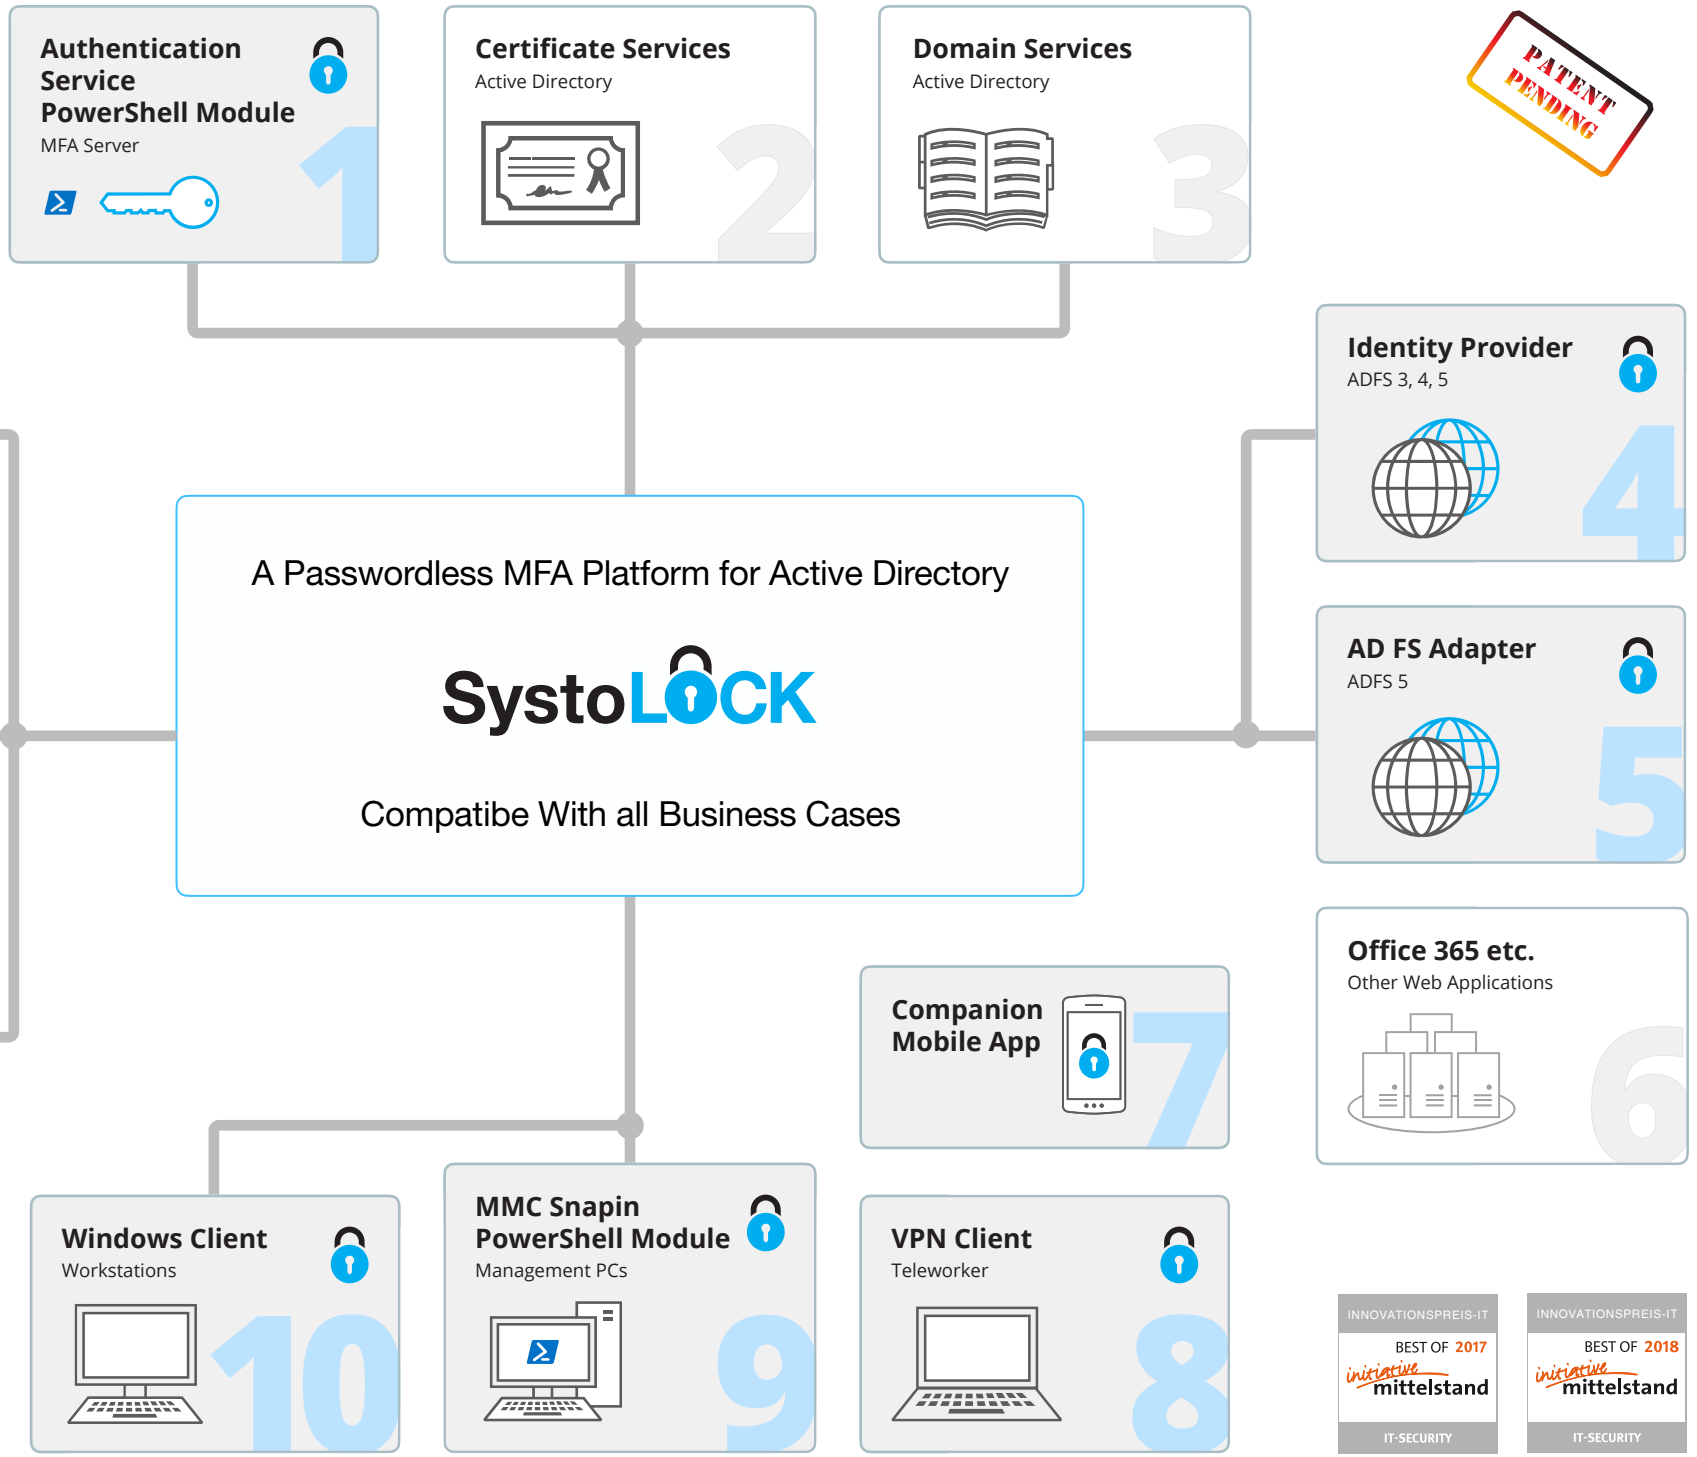 Authentication
Service
PowerShell Module
MFA Server
1
Certificate Services
Active Directory
2
Domain Services
Active Directory
3
PATENT
PENDING
Identity Provider
ADFS 3, 4, 5
4
A Passwordless MFA Platform for Active Directory
SystoLOCK
Compatibe With all Business Cases
AD FS Adapter
ADFS 5
5
Office 365 etc.
Other Web Applications
6
Companion
Mobile App
7
VPN Client
Teleworker
8
MMC Snapin
PowerShell Module
Management PCs
9
Windows Client
Workstations
10
INNOVATIONSPREIS-IT
BEST OF 2017
initiative
mittelstand
IT-SECURITY
INNOVATIONSPREIS-IT
BEST OF 2018
initiative
mittelstand
IT-SECURITY